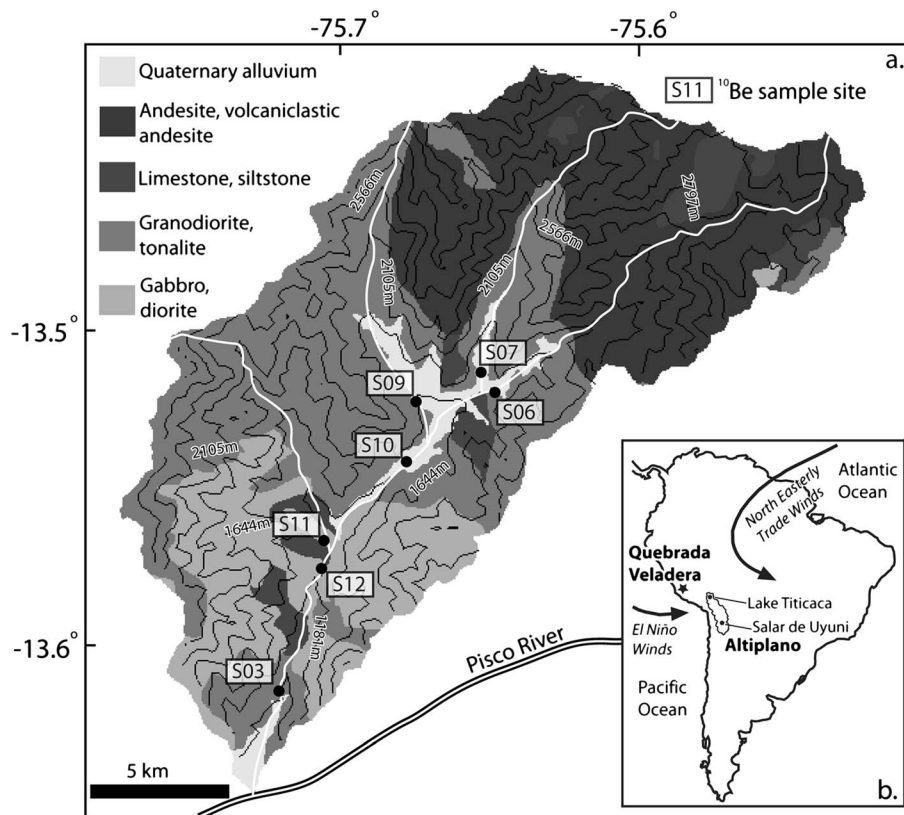 -75.7°
-75.6°
a.
Quaternary alluvium
Andesite, volcaniclastic
andesite
Limestone, siltstone
Granodiorite,
tonalite
Gabbro,
diorite
S11 ¹⁰Be sample site
2566m
2797m
2566m
2105m
2105m
-13.5°
S07
S09
S06
S10
2105m
1644m
1644m
S11
S12
1181m
-13.6°
S03
Pisco River
5 km
Atlantic
Ocean
North Easterly
Trade Winds
Quebrada
Veladera
Lake Titicaca
El Niño
Winds
Salar de Uyuni
Altiplano
Pacific
Ocean
b.